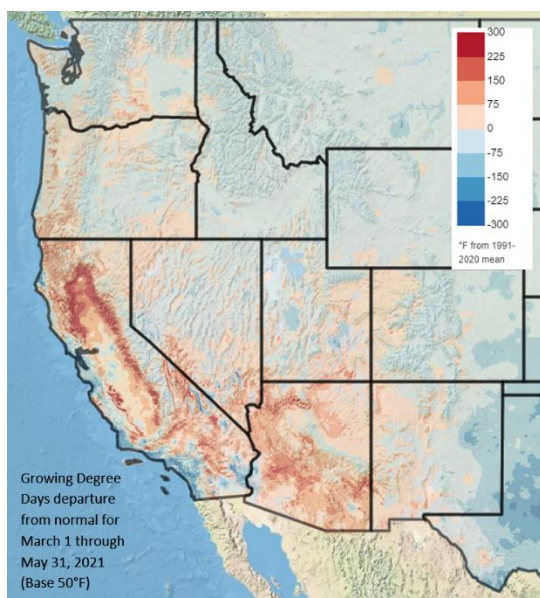 300
225
150
75
0
-75
-150
-225
-300
°F from 1991-
2020 mean
Growing Degree
Days departure
from normal for
March 1 through
May 31, 2021
(Base 50°F)